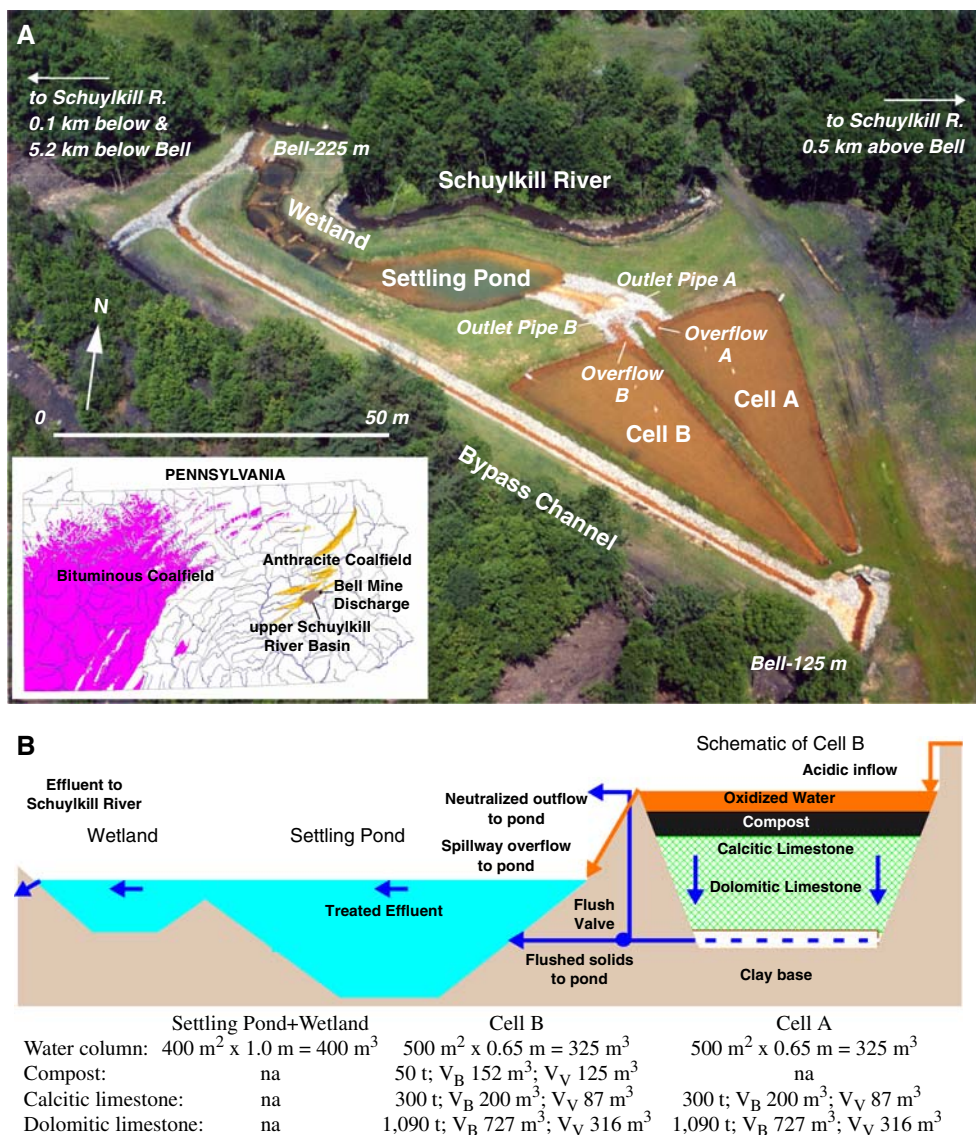 A
to Schuylkill R.
0.1 km below &
5.2 km below Bell
to Schuylkill R.
0.5 km above Bell
Bell-225 m
Schuylkill River
Wetland
Settling Pond
Outlet Pipe A
Outlet Pipe B
Overflow
A
Overflow
B
Cell A
Cell B
N
0 50 m
Bypass Channel
Bell-125 m
PENNSYLVANIA
Anthracite Coalfield
Bituminous Coalfield
Bell Mine
Discharge
upper Schuylkill
River Basin
B
Schematic of Cell B
Effluent to
Schuylkill River
Acidic inflow
Neutralized outflow
to pond
Oxidized Water
Wetland
Settling Pond
Compost
Spillway overflow
to pond
Calcitic Limestone
Dolomitic Limestone
Treated Effluent
Flush
Valve
Flushed solids
to pond
Clay base
Settling Pond+Wetland Cell B Cell A
Water column: 400 m² x 1.0 m = 400 m³ 500 m² x 0.65 m = 325 m³ 500 m² x 0.65 m = 325 m³
Compost: na 50 t; V_B 152 m³; V_V 125 m³ na
Calcitic limestone: na 300 t; V_B 200 m³; V_V 87 m³ 300 t; V_B 200 m³; V_V 87 m³
Dolomitic limestone: na 1,090 t; V_B 727 m³; V_V 316 m³ 1,090 t; V_B 727 m³; V_V 316 m³